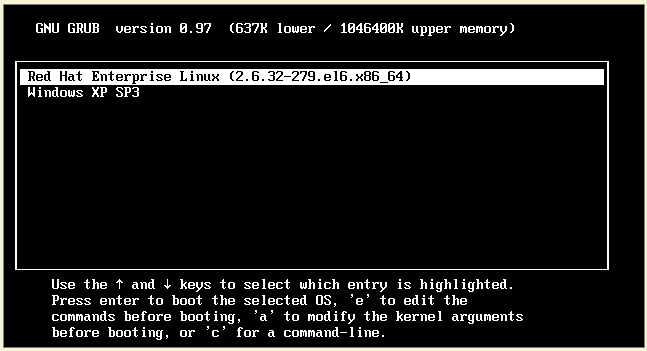 GNU GRUB  version 0.97  (637K lower / 1046400K upper memory)
Red Hat Enterprise Linux (2.6.32-279.el6.x86_64)
Windows XP SP3
Use the ↑ and ↓ keys to select which entry is highlighted.
Press enter to boot the selected OS, 'e' to edit the
commands before booting, 'a' to modify the kernel arguments
before booting, or 'c' for a command-line.